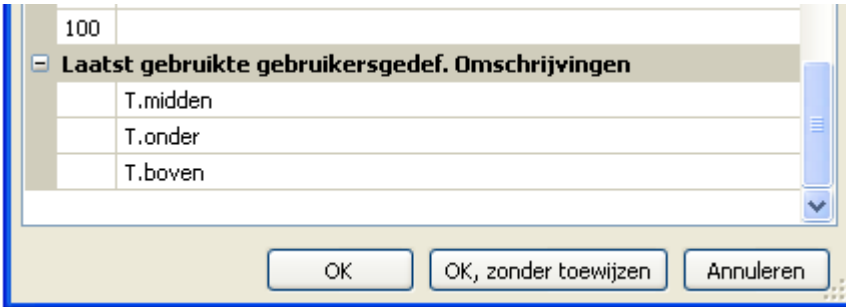 100
Laatst gebruikte gebruikersgedef. Omschrijvingen
T.midden
T.onder
T.boven
OK OK, zonder toewijzen Annuleren